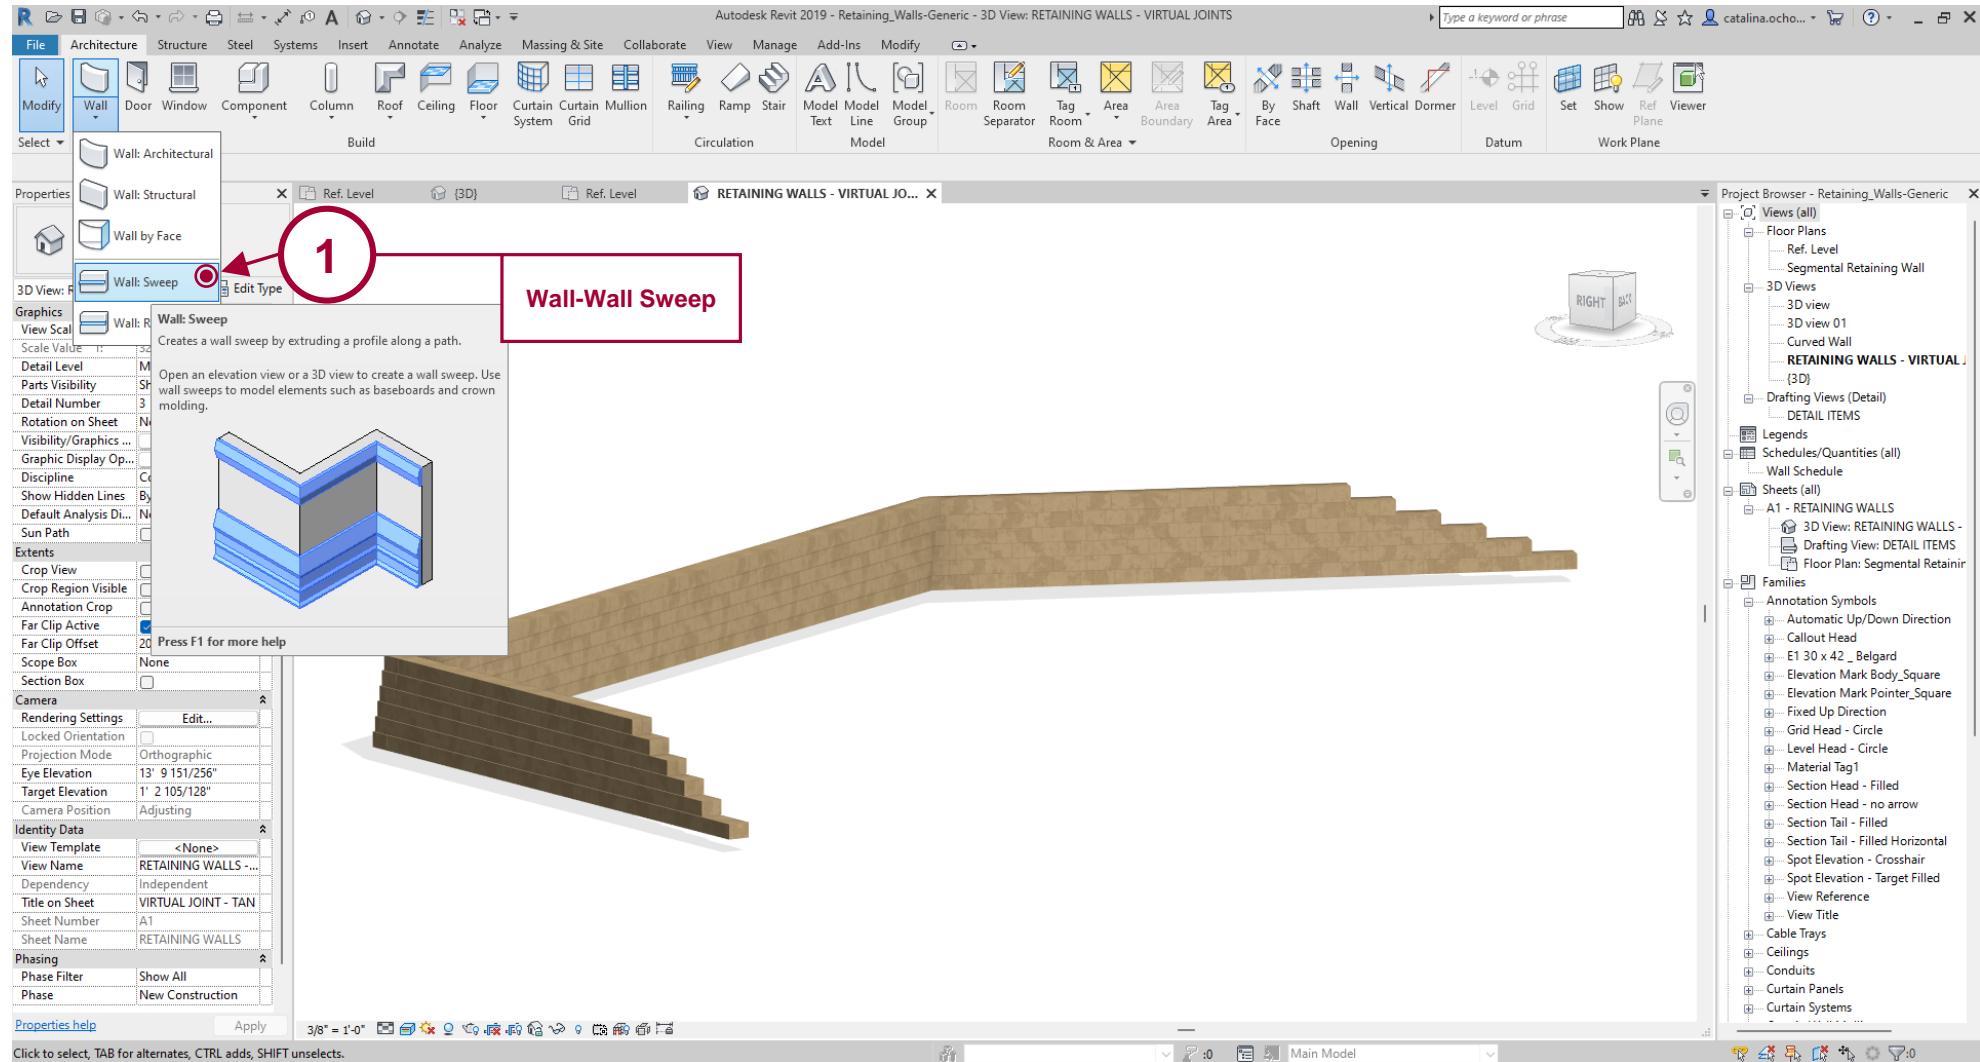 Autodesk Revit 2019 - Retaining_Walls-Generic - 3D View: RETAINING WALLS - VIRTUAL JOINTS
Type a keyword or phrase
catalina.ocho...
File Architecture Structure Steel Systems Insert Annotate Analyze Massing & Site Collaborate View Manage Add-Ins Modify
Modify Wall Door Window Component Column Roof Ceiling Floor Curtain System Curtain Grid Mullion Railing Ramp Stair Model Text Model Line Model Group Room Room Separator Tag Room Area Area Boundary Tag Area By Face Shaft Wall Vertical Dormer Level Grid Set Show Ref Plane Viewer
Select Build Circulation Model Room & Area Opening Datum Work Plane
Wall: Architectural
Wall: Structural
Wall by Face
Wall: Sweep
Wall: R
Properties
Ref. Level {3D} Ref. Level RETAINING WALLS - VIRTUAL JO...
1
Wall-Wall Sweep
3D View: R
Edit Type
Wall: Sweep
Creates a wall sweep by extruding a profile along a path.
Open an elevation view or a 3D view to create a wall sweep. Use
wall sweeps to model elements such as baseboards and crown
molding.
Press F1 for more help
RIGHT BACK
Graphics
View Scal
Scale Value 1: 32
Detail Level M
Parts Visibility Sh
Detail Number 3
Rotation on Sheet N
Visibility/Graphics ...
Graphic Display Op...
Discipline Co
Show Hidden Lines By
Default Analysis Di... N
Sun Path
Extents
Crop View
Crop Region Visible
Annotation Crop
Far Clip Active
Far Clip Offset 20
Scope Box None
Section Box
Camera
Rendering Settings Edit...
Locked Orientation
Projection Mode Orthographic
Eye Elevation 13' 9 151/256"
Target Elevation 1' 2 105/128"
Camera Position Adjusting
Identity Data
View Template <None>
View Name RETAINING WALLS -...
Dependency Independent
Title on Sheet VIRTUAL JOINT - TAN
Sheet Number A1
Sheet Name RETAINING WALLS
Phasing
Phase Filter Show All
Phase New Construction
Properties help Apply
3/8" = 1'-0"
Click to select, TAB for alternates, CTRL adds, SHIFT unselects.
:0 Main Model :0
Project Browser - Retaining_Walls-Generic
Views (all)
Floor Plans
Ref. Level
Segmental Retaining Wall
3D Views
3D view
3D view 01
Curved Wall
RETAINING WALLS - VIRTUAL J
{3D}
Drafting Views (Detail)
DETAIL ITEMS
Legends
Schedules/Quantities (all)
Wall Schedule
Sheets (all)
A1 - RETAINING WALLS
3D View: RETAINING WALLS -
Drafting View: DETAIL ITEMS
Floor Plan: Segmental Retainin
Families
Annotation Symbols
Automatic Up/Down Direction
Callout Head
E1 30 x 42 _ Belgard
Elevation Mark Body_Square
Elevation Mark Pointer_Square
Fixed Up Direction
Grid Head - Circle
Level Head - Circle
Material Tag1
Section Head - Filled
Section Head - no arrow
Section Tail - Filled
Section Tail - Filled Horizontal
Spot Elevation - Crosshair
Spot Elevation - Target Filled
View Reference
View Title
Cable Trays
Ceilings
Conduits
Curtain Panels
Curtain Systems